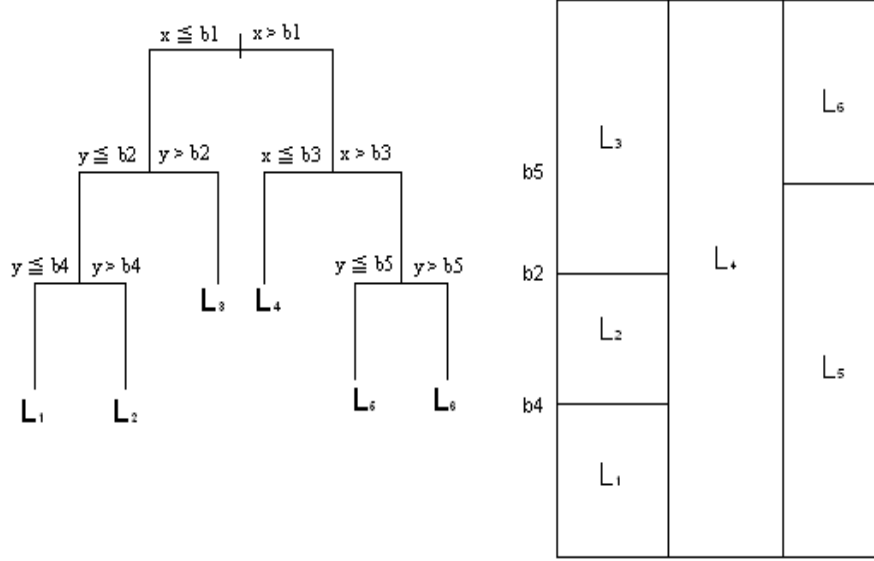 x ≦ b1 x > b1
y ≦ b2 y > b2 x ≦ b3 x > b3
y ≦ b4 y > b4 y ≦ b5 y > b5
L₃ L₄
L₁ L₂ L₅ L₆
L₆
L₃
b5
L₄
b2
L₂
L₅
b4
L₁